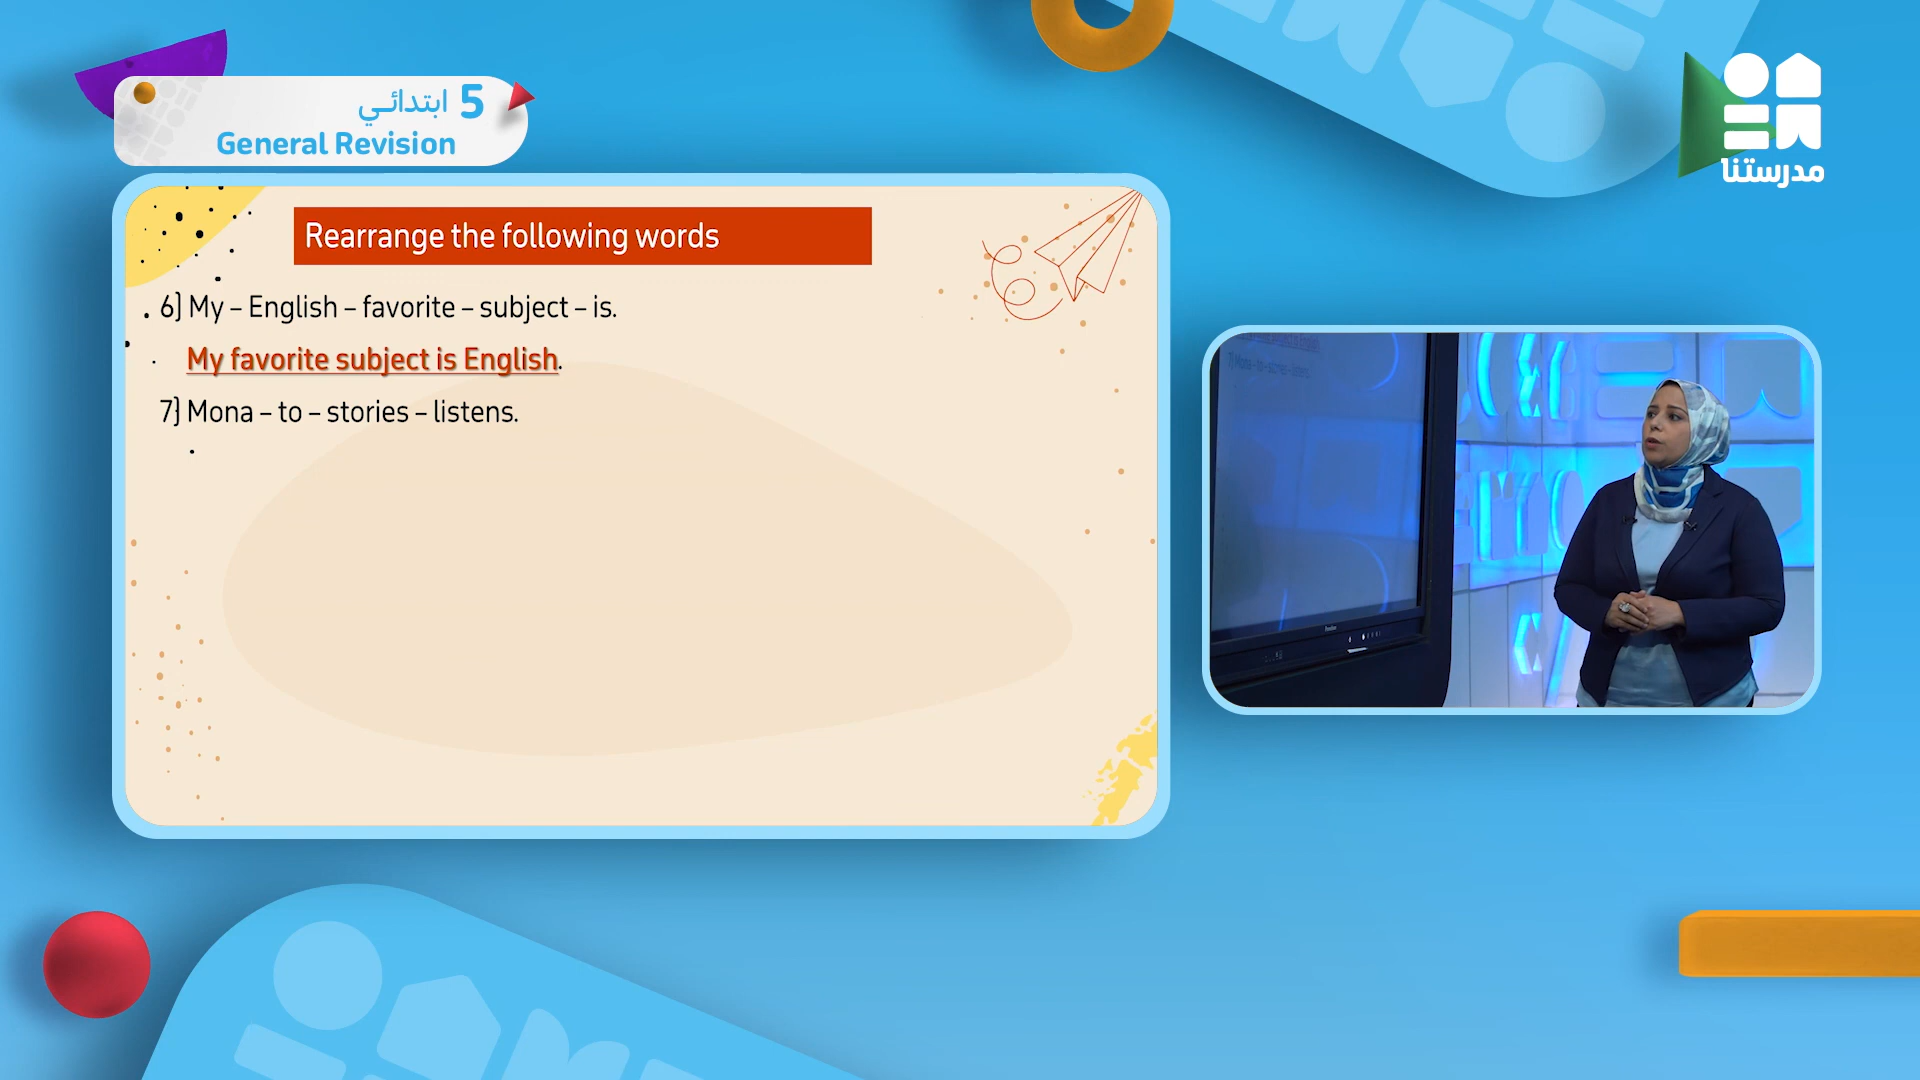 5 ابتدائي
General Revision
مدرستنا
Rearrange the following words
6) My – English – favorite – subject – is.
My favorite subject is English.
7) Mona – to – stories – listens.